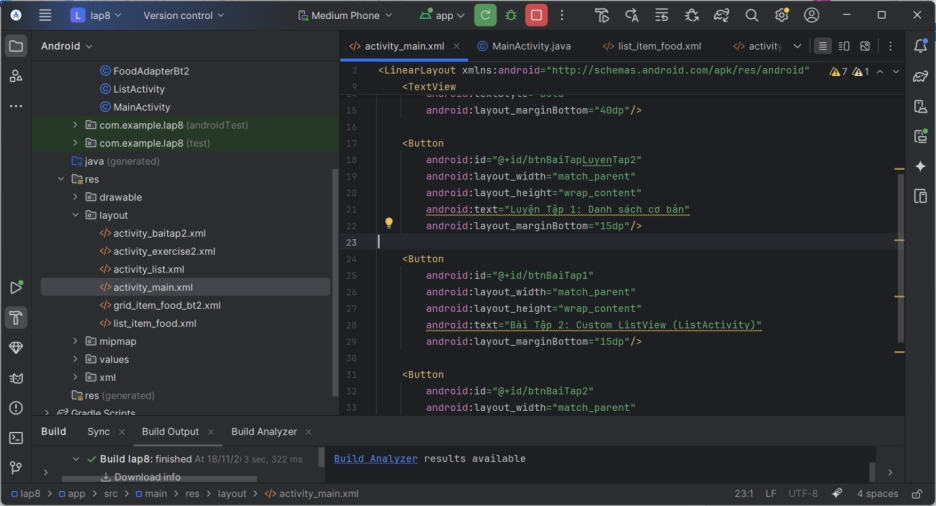 L lap8 Version control Medium Phone app
Android
activity_main.xml MainActivity.java list_item_food.xml activity
FoodAdapterBt2
ListActivity
MainActivity
com.example.lap8 (androidTest)
com.example.lap8 (test)
java (generated)
res
drawable
layout
activity_baitap2.xml
activity_exercise2.xml
activity_list.xml
activity_main.xml
grid_item_food_bt2.xml
list_item_food.xml
mipmap
values
xml
res (generated)
Gradle Scripts
2 <LinearLayout xmlns:android="http://schemas.android.com/apk/res/android" 7 1
9 <TextView
14 android:textStyle="bold"
15 android:layout_marginBottom="40dp"/>
16
17 <Button
18 android:id="@+id/btnBaiTapLuyenTap2"
19 android:layout_width="match_parent"
20 android:layout_height="wrap_content"
21 android:text="Luyện Tập 1: Danh sách cơ bản"
22 android:layout_marginBottom="15dp"/>
23
24 <Button
25 android:id="@+id/btnBaiTap1"
26 android:layout_width="match_parent"
27 android:layout_height="wrap_content"
28 android:text="Bài Tập 2: Custom ListView (ListActivity)"
29 android:layout_marginBottom="15dp"/>
30
31 <Button
32 android:id="@+id/btnBaiTap2"
33 android:layout_width="match_parent"
Build Sync Build Output Build Analyzer
Build lap8: finished At 18/11/2 3 sec, 322 ms
Download info
Build Analyzer results available
lap8 > app > src > main > res > layout > activity_main.xml
23:1 LF UTF-8 4 spaces